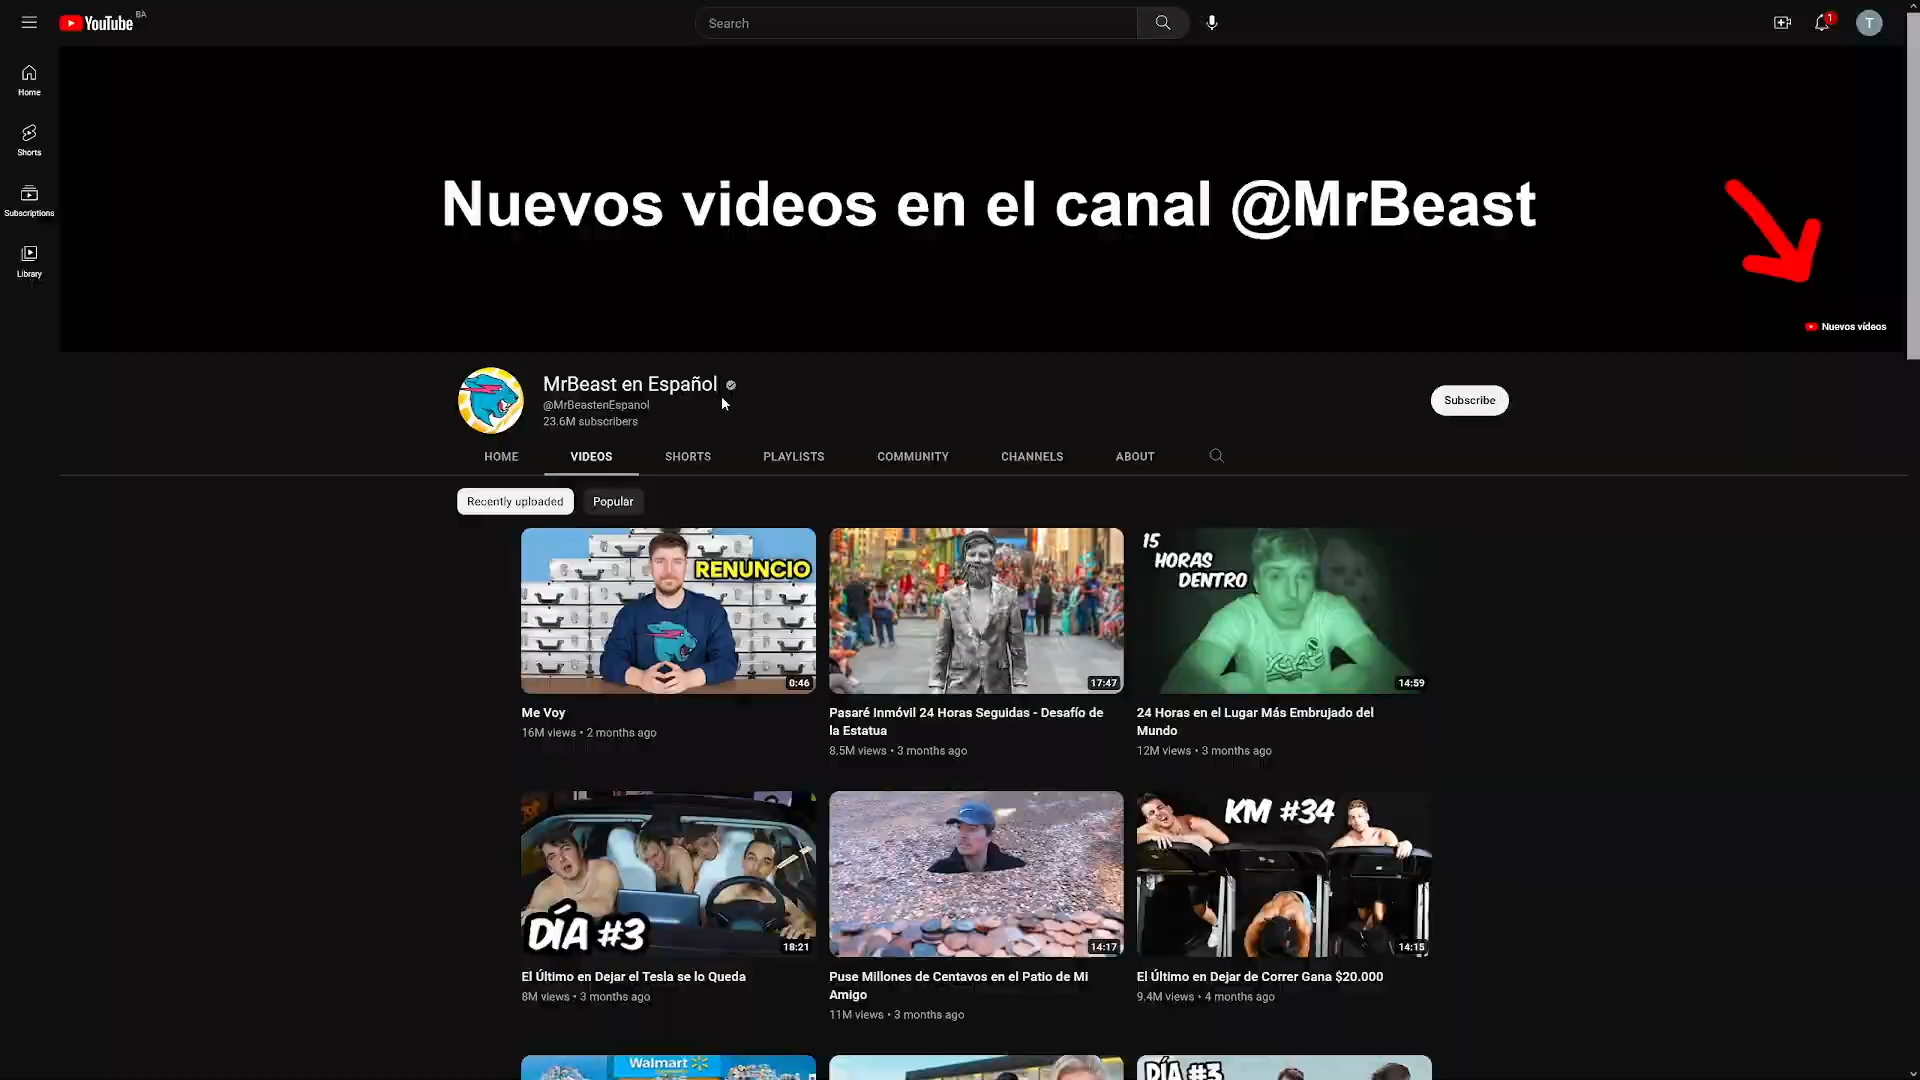 YouTube BA
Search
1
T
Home
Shorts
Subscriptions
Library
Nuevos videos en el canal @MrBeast
Nuevos vídeos
MrBeast en Español
@MrBeastenEspanol
23.6M subscribers
Subscribe
HOME VIDEOS SHORTS PLAYLISTS COMMUNITY CHANNELS ABOUT
Recently uploaded Popular
RENUNCIO
0:46
Me Voy
16M views • 2 months ago
17:47
Pasaré Inmóvil 24 Horas Seguidas - Desafío de
la Estatua
8.5M views • 3 months ago
15
HORAS
DENTRO
14:59
24 Horas en el Lugar Más Embrujado del
Mundo
12M views • 3 months ago
DÍA #3
18:21
El Último en Dejar el Tesla se lo Queda
8M views • 3 months ago
14:17
Puse Millones de Centavos en el Patio de Mi
Amigo
11M views • 3 months ago
KM #34
14:15
El Último en Dejar de Correr Gana $20.000
9.4M views • 4 months ago
Walmart
DÍA #3